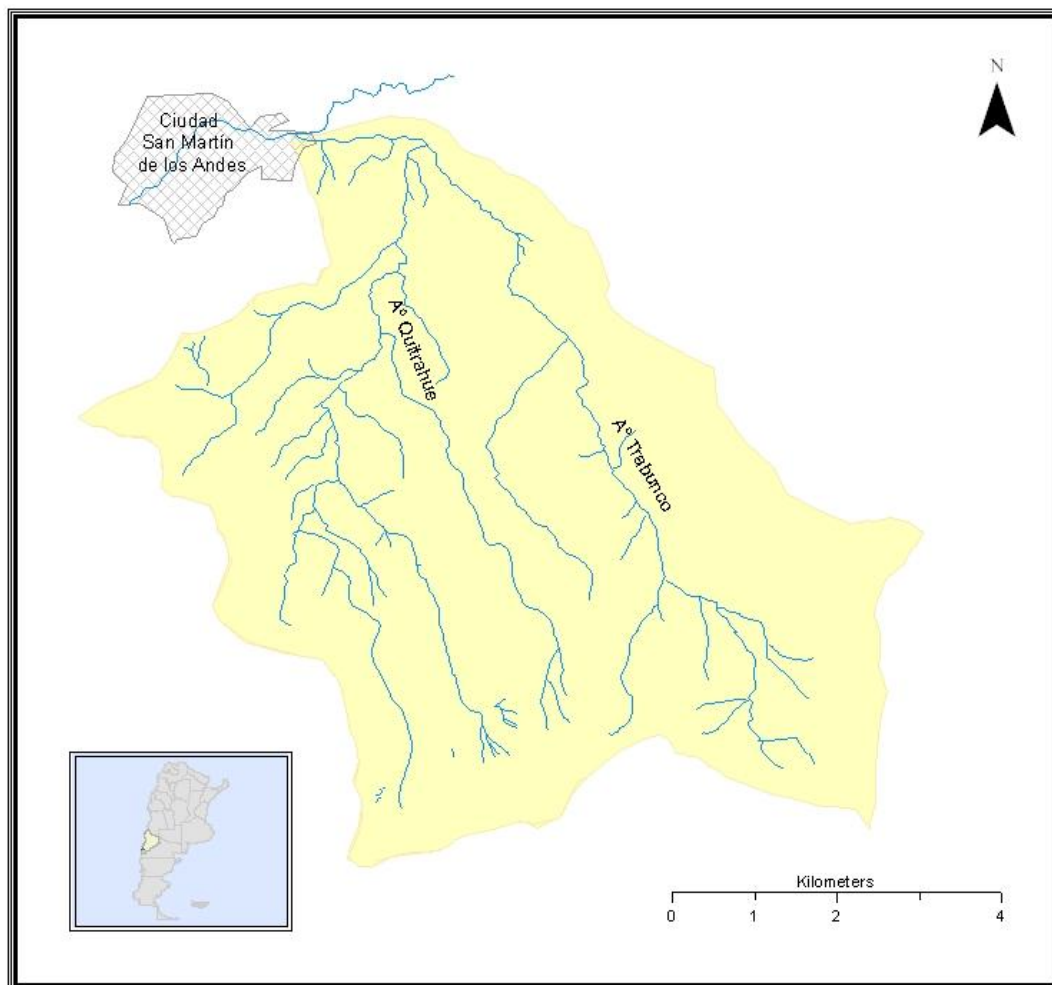 N
Ciudad
San Martín
de los Andes
Aº Quitrahue
Aº Trabunco
Kilometers
0 1 2 4